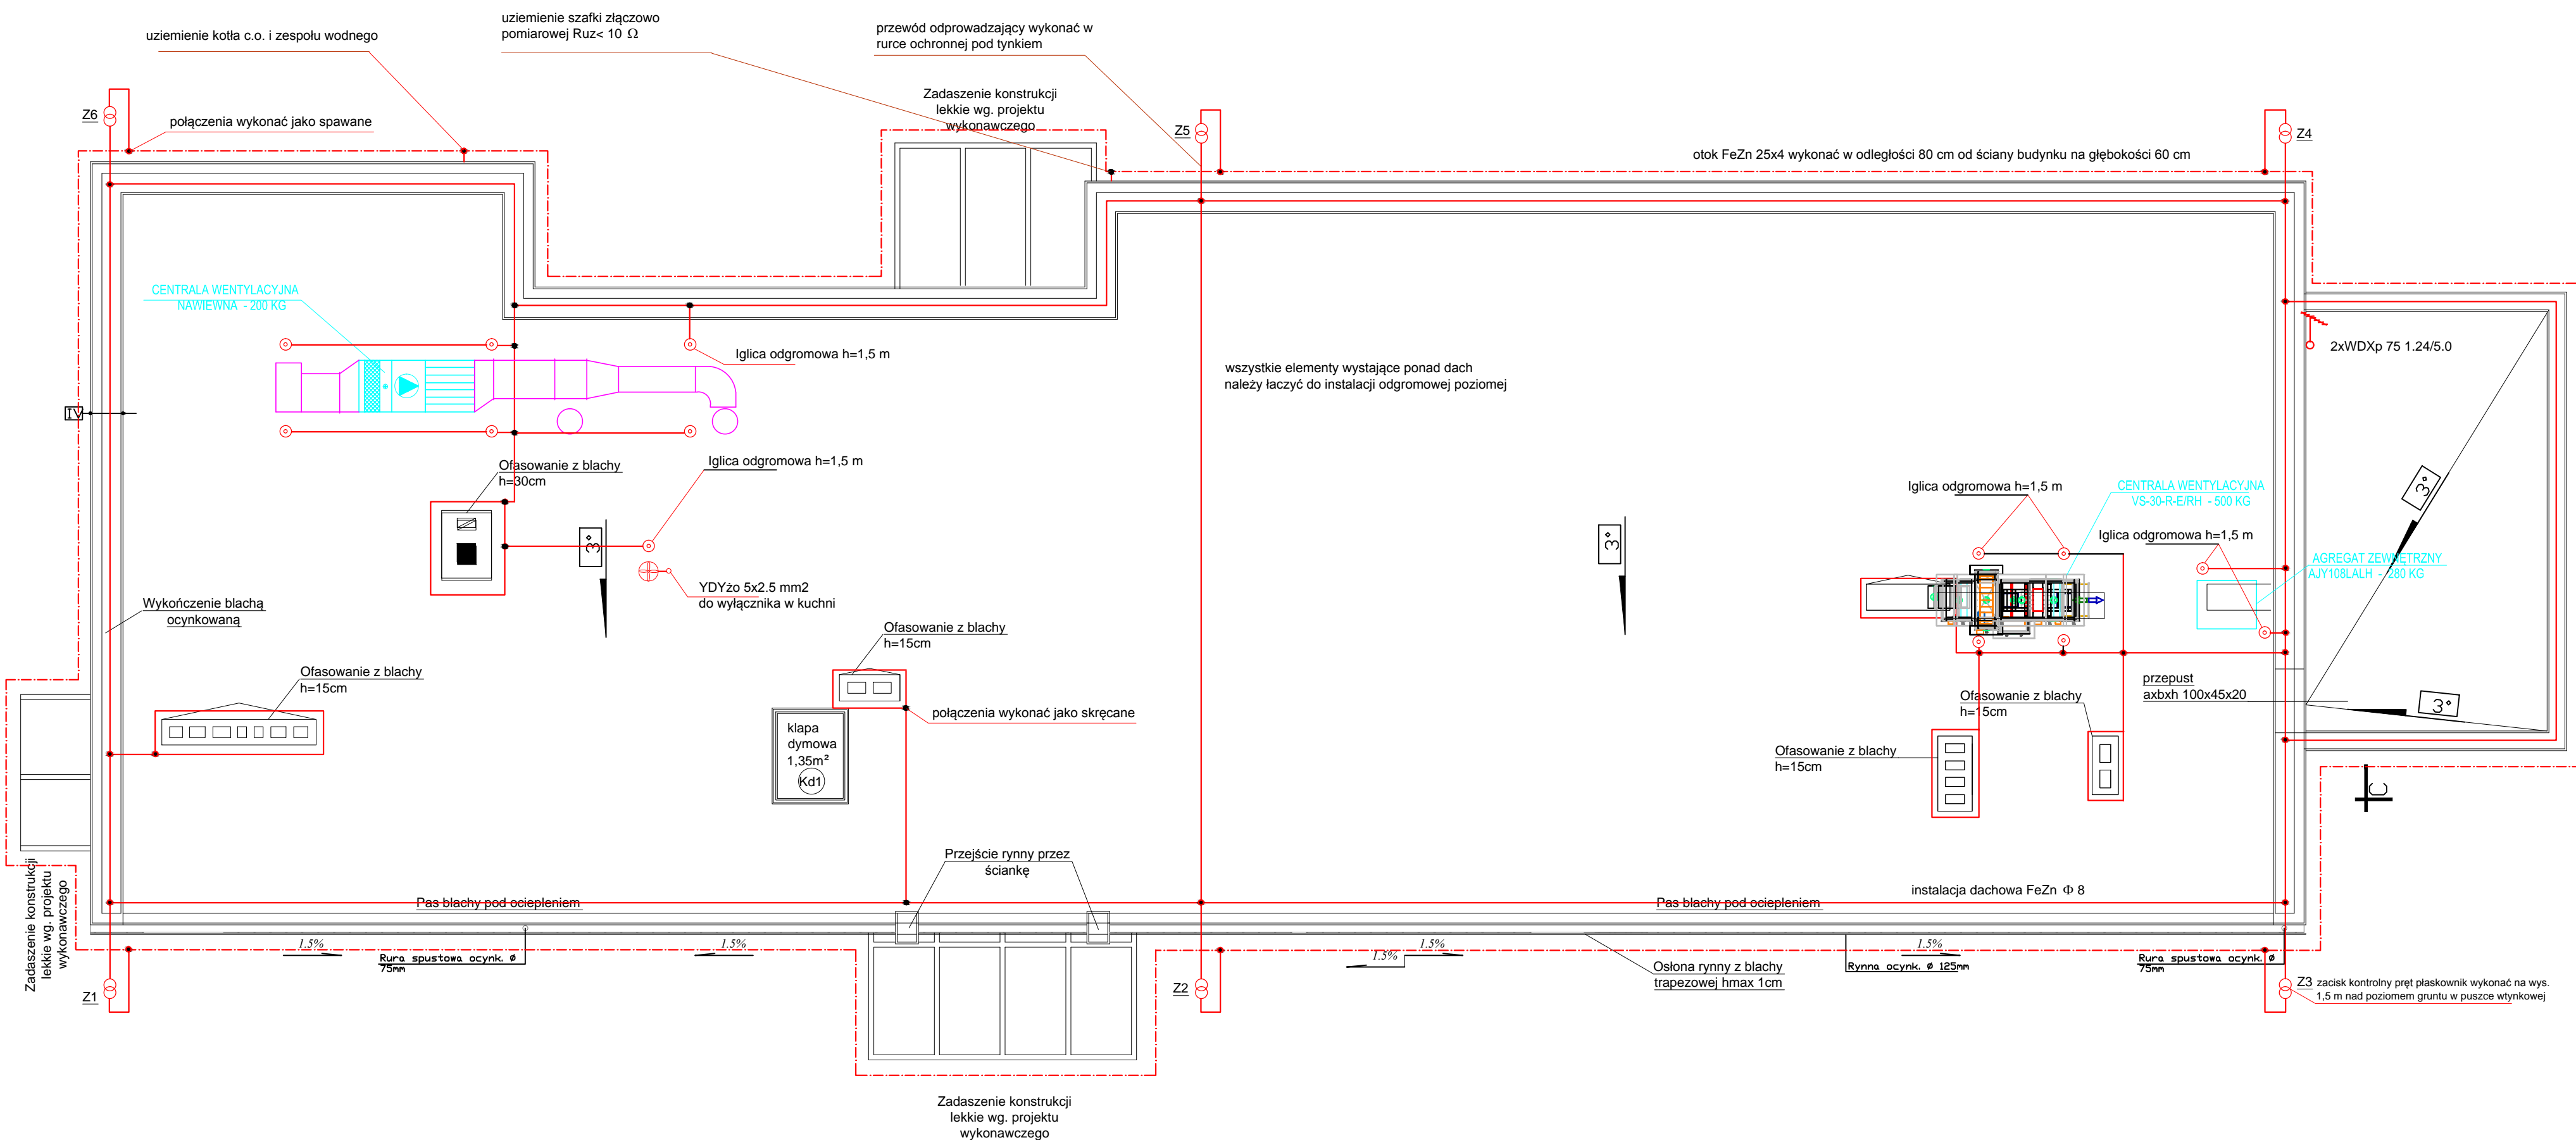 uziemienie szafki złączowo
pomiarowej Ruz< 10 Ω
przewód odprowadzający wykonać w
rurce ochronnej pod tynkiem
uziemienie kotła c.o. i zespołu wodnego
Zadaszenie konstrukcji
lekkie wg. projektu
wykonawczego
Z6
połączenia wykonać jako spawane
Z5
Z4
otok FeZn 25x4 wykonać w odległości 80 cm od ściany budynku na głębokości 60 cm
CENTRALA WENTYLACYJNA
NAWIEWNA - 200 KG
Iglica odgromowa h=1,5 m
2xWDXp 75 1.24/5.0
wszystkie elementy wystające ponad dach
należy łaczyć do instalacji odgromowej poziomej
IV
Ofasowanie z blachy
h=30cm
Iglica odgromowa h=1,5 m
3°
YDYżo 5x2.5 mm2
do wyłącznika w kuchni
3°
Iglica odgromowa h=1,5 m
CENTRALA WENTYLACYJNA
VS-30-R-E/RH - 500 KG
3°
Iglica odgromowa h=1,5 m
AGREGAT ZEWNĘTRZNY
AJY108LALH - 280 KG
Wykończenie blachą
ocynkowaną
Ofasowanie z blachy
h=15cm
Ofasowanie z blachy
h=15cm
połączenia wykonać jako skręcane
klapa
dymowa
1,35m²
Kd1
Ofasowanie z blachy
h=15cm
przepust
axbxh 100x45x20
3°
Ofasowanie z blachy
h=15cm
C
Przejście rynny przez
ściankę
Zadaszenie konstrukcji
lekkie wg. projektu
wykonawczego
Pas blachy pod ociepleniem
Pas blachy pod ociepleniem
instalacja dachowa FeZn Φ 8
1.5%
1.5%
1.5%
1.5%
1.5%
Rura spustowa ocynk. ø
75mm
Osłona rynny z blachy
trapezowej hmax 1cm
Rynna ocynk. ø 125mm
Rura spustowa ocynk. ø
75mm
Z1
Z2
Z3 zacisk kontrolny pręt płaskownik wykonać na wys.
1,5 m nad poziomem gruntu w puszce wtynkowej
Zadaszenie konstrukcji
lekkie wg. projektu
wykonawczego